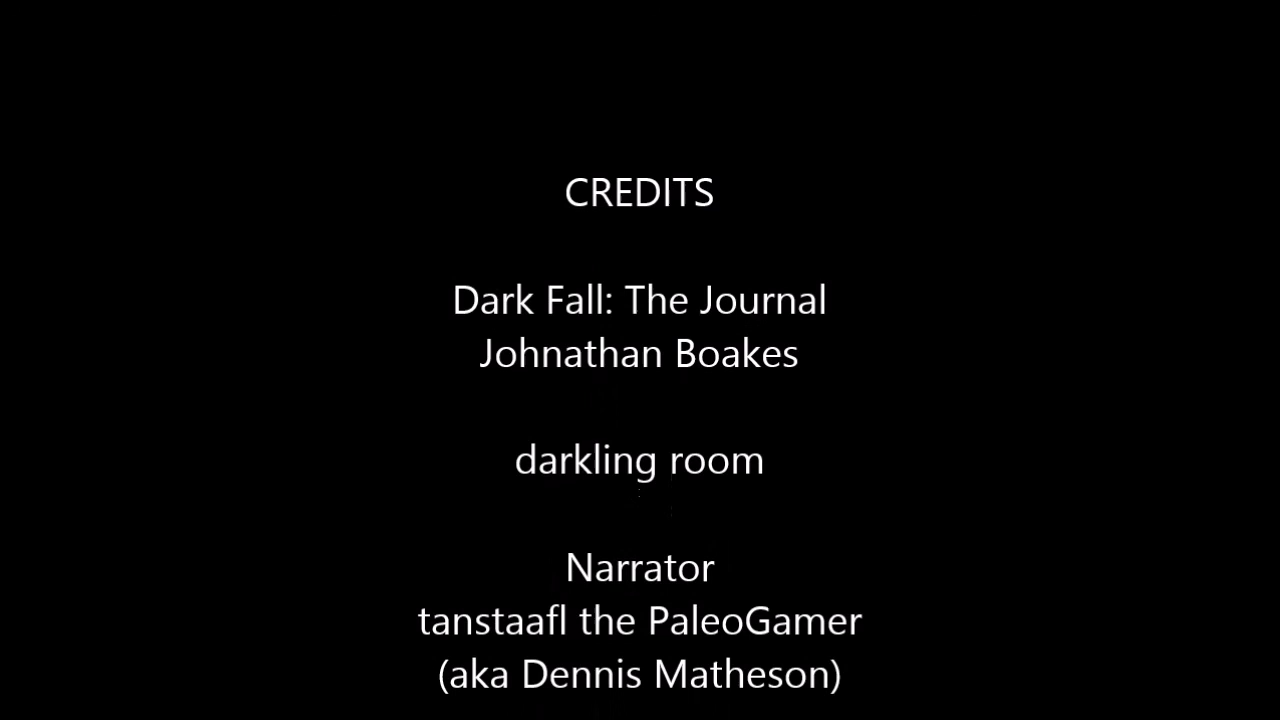 CREDITS
Dark Fall: The Journal
Johnathan Boakes
darkling room
Narrator
tanstaafl the PaleoGamer
(aka Dennis Matheson)